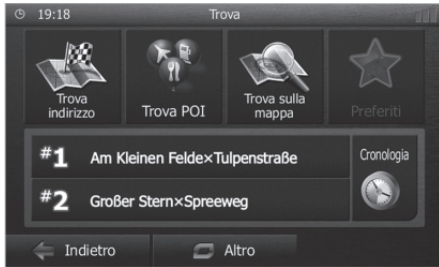 19:18 Trova
Trova indirizzo
Trova POI
Trova sulla mappa
Preferiti
#1 Am Kleinen Felde×Tulpenstraße
Cronologia
#2 Großer Stern×Spreeweg
Indietro
Altro